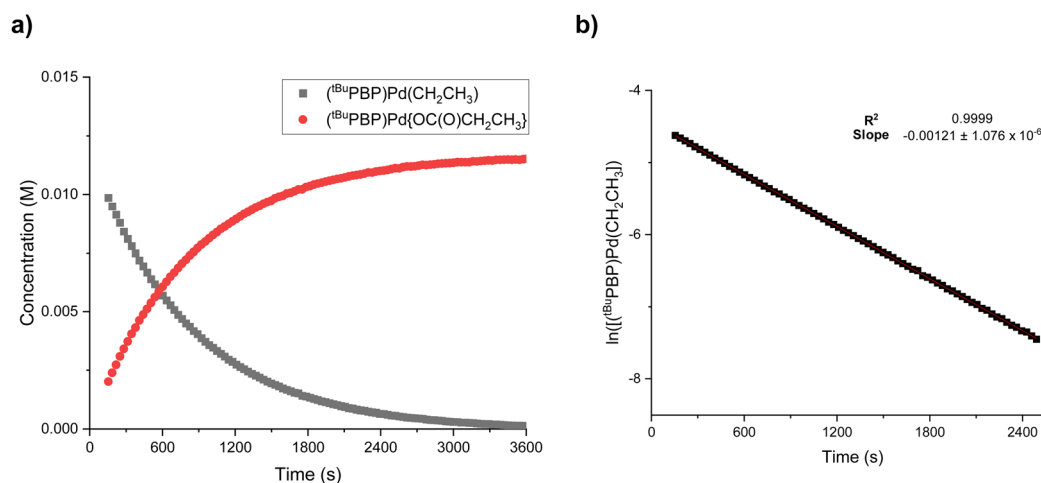 a)
0.015
0.010
0.005
0.000
Concentration (M)
(ᵗᴮᵘPBP)Pd(CH₂CH₃)
(ᵗᴮᵘPBP)Pd{OC(O)CH₂CH₃}
0 600 1200 1800 2400 3000 3600
Time (s)
b)
-4
-6
-8
ln([(ᵗᴮᵘPBP)Pd(CH₂CH₃])
R² 0.9999
Slope -0.00121 ± 1.076 x 10⁻⁶
0 600 1200 1800 2400
Time (s)